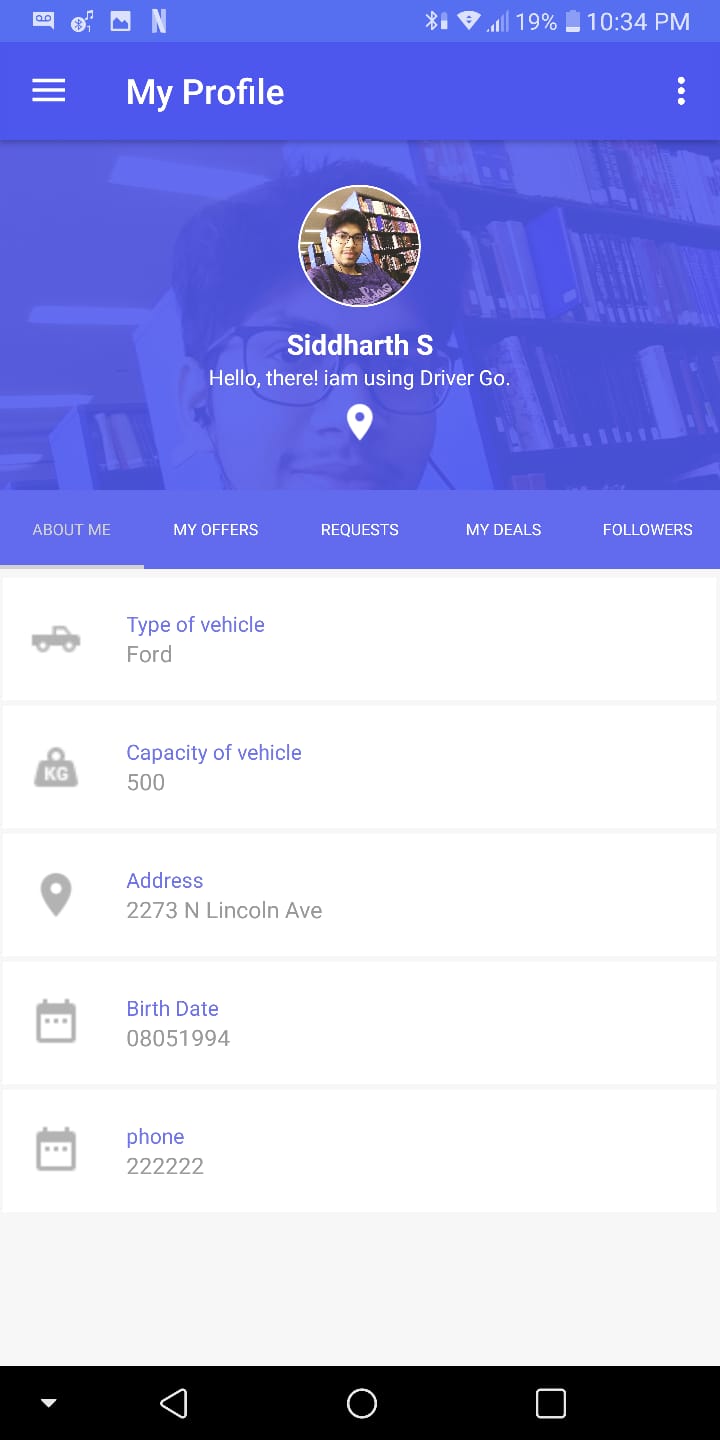 19% 10:34 PM
My Profile
Siddharth S
Hello, there! iam using Driver Go.
ABOUT ME MY OFFERS REQUESTS MY DEALS FOLLOWERS
Type of vehicle
Ford
KG
Capacity of vehicle
500
Address
2273 N Lincoln Ave
Birth Date
08051994
phone
222222